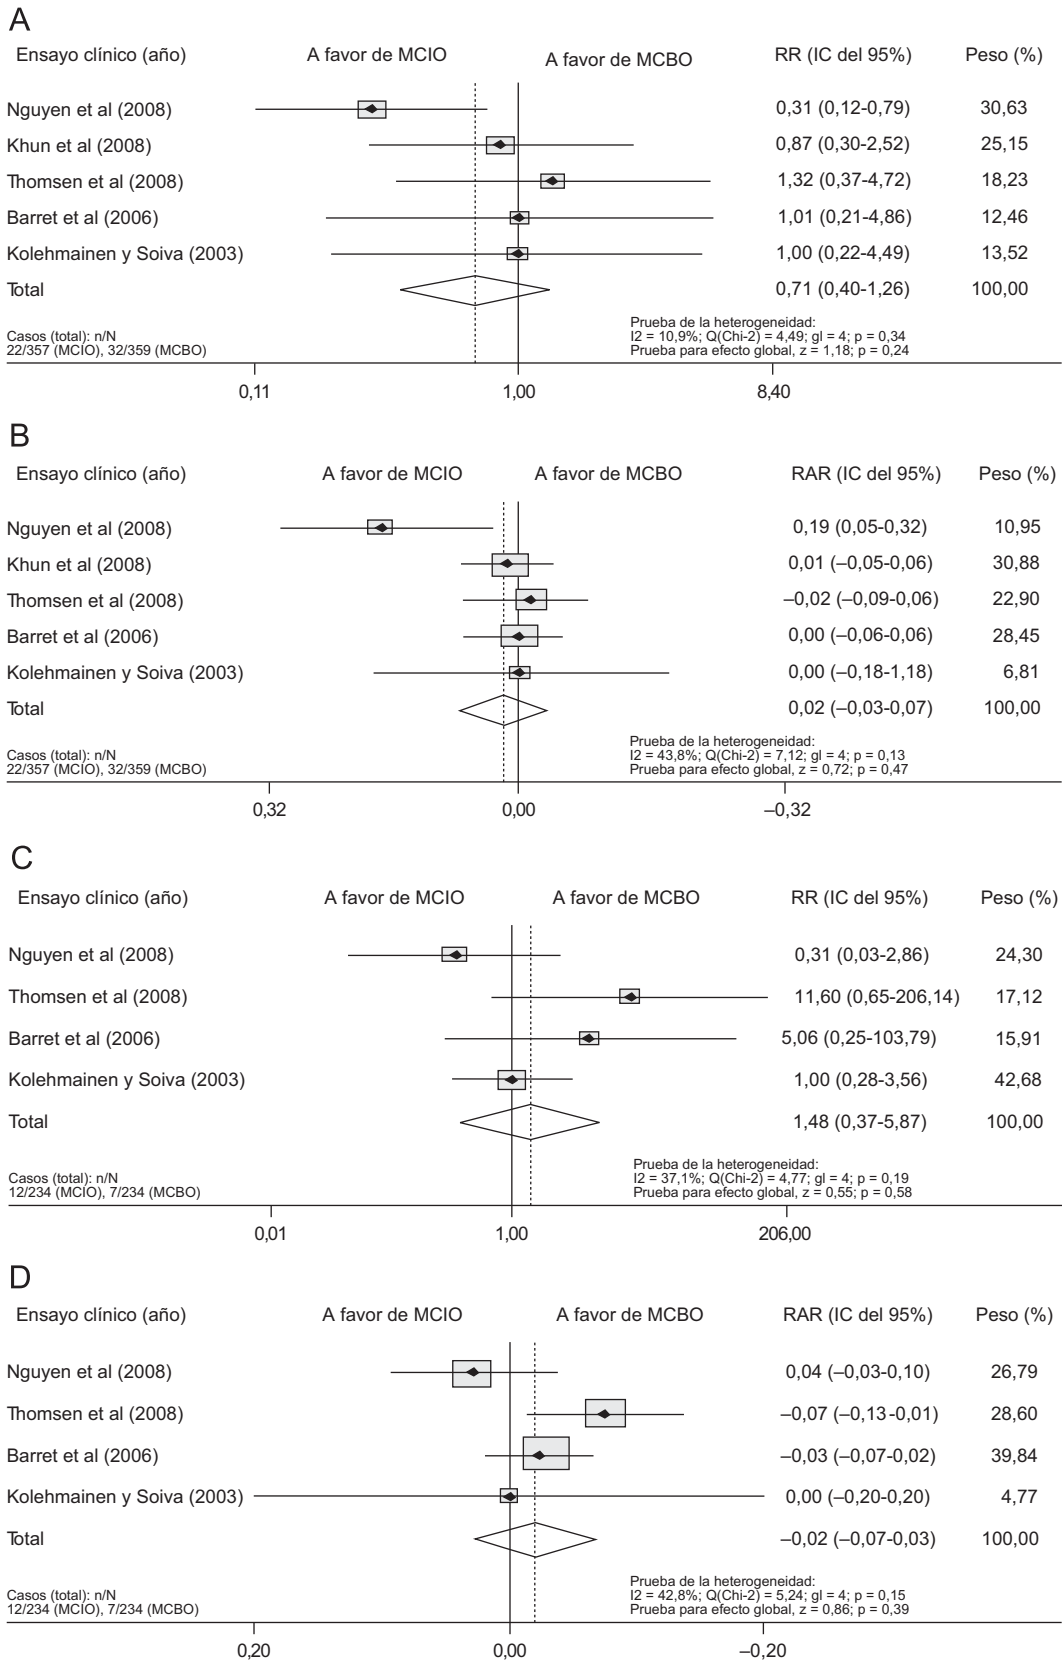 A
Ensayo clínico (año) A favor de MCIO A favor de MCBO RR (IC del 95%) Peso (%)
Nguyen et al (2008) 0,31 (0,12-0,79) 30,63
Khun et al (2008) 0,87 (0,30-2,52) 25,15
Thomsen et al (2008) 1,32 (0,37-4,72) 18,23
Barret et al (2006) 1,01 (0,21-4,86) 12,46
Kolehmainen y Soiva (2003) 1,00 (0,22-4,49) 13,52
Total 0,71 (0,40-1,26) 100,00
Casos (total): n/N
22/357 (MCIO), 32/359 (MCBO)
Prueba de la heterogeneidad:
I2 = 10,9%; Q(Chi-2) = 4,49; gl = 4; p = 0,34
Prueba para efecto global, z = 1,18; p = 0,24
0,11 1,00 8,40
B
Ensayo clínico (año) A favor de MCIO A favor de MCBO RAR (IC del 95%) Peso (%)
Nguyen et al (2008) 0,19 (0,05-0,32) 10,95
Khun et al (2008) 0,01 (–0,05-0,06) 30,88
Thomsen et al (2008) –0,02 (–0,09-0,06) 22,90
Barret et al (2006) 0,00 (–0,06-0,06) 28,45
Kolehmainen y Soiva (2003) 0,00 (–0,18-1,18) 6,81
Total 0,02 (–0,03-0,07) 100,00
Casos (total): n/N
22/357 (MCIO), 32/359 (MCBO)
Prueba de la heterogeneidad:
I2 = 43,8%; Q(Chi-2) = 7,12; gl = 4; p = 0,13
Prueba para efecto global, z = 0,72; p = 0,47
0,32 0,00 –0,32
C
Ensayo clínico (año) A favor de MCIO A favor de MCBO RR (IC del 95%) Peso (%)
Nguyen et al (2008) 0,31 (0,03-2,86) 24,30
Thomsen et al (2008) 11,60 (0,65-206,14) 17,12
Barret et al (2006) 5,06 (0,25-103,79) 15,91
Kolehmainen y Soiva (2003) 1,00 (0,28-3,56) 42,68
Total 1,48 (0,37-5,87) 100,00
Casos (total): n/N
12/234 (MCIO), 7/234 (MCBO)
Prueba de la heterogeneidad:
I2 = 37,1%; Q(Chi-2) = 4,77; gl = 4; p = 0,19
Prueba para efecto global, z = 0,55; p = 0,58
0,01 1,00 206,00
D
Ensayo clínico (año) A favor de MCIO A favor de MCBO RAR (IC del 95%) Peso (%)
Nguyen et al (2008) 0,04 (–0,03-0,10) 26,79
Thomsen et al (2008) –0,07 (–0,13-0,01) 28,60
Barret et al (2006) –0,03 (–0,07-0,02) 39,84
Kolehmainen y Soiva (2003) 0,00 (–0,20-0,20) 4,77
Total –0,02 (–0,07-0,03) 100,00
Casos (total): n/N
12/234 (MCIO), 7/234 (MCBO)
Prueba de la heterogeneidad:
I2 = 42,8%; Q(Chi-2) = 5,24; gl = 4; p = 0,15
Prueba para efecto global, z = 0,86; p = 0,39
0,20 0,00 –0,20